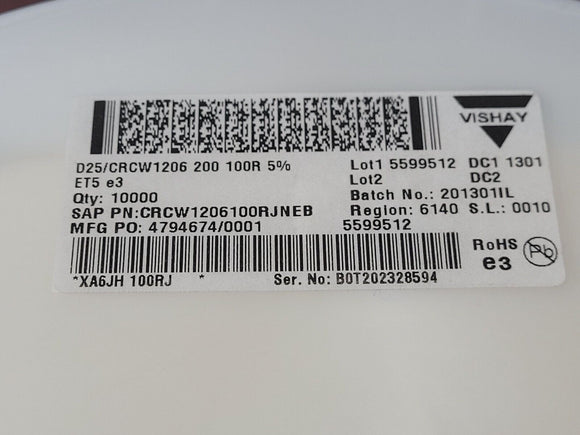 VISHAY
D25/CRCW1206 200 100R 5% Lot1 5599512 DC1 1301
ET5 e3 Lot2 DC2
Qty: 10000 Batch No.: 201301IL
SAP PN:CRCW1206100RJNEB Region: 6140 S.L.: 0010
MFG PO: 4794674/0001 5599512
RoHS
e3 Pb
*XA6JH 100RJ * Ser. No: B0T202328594